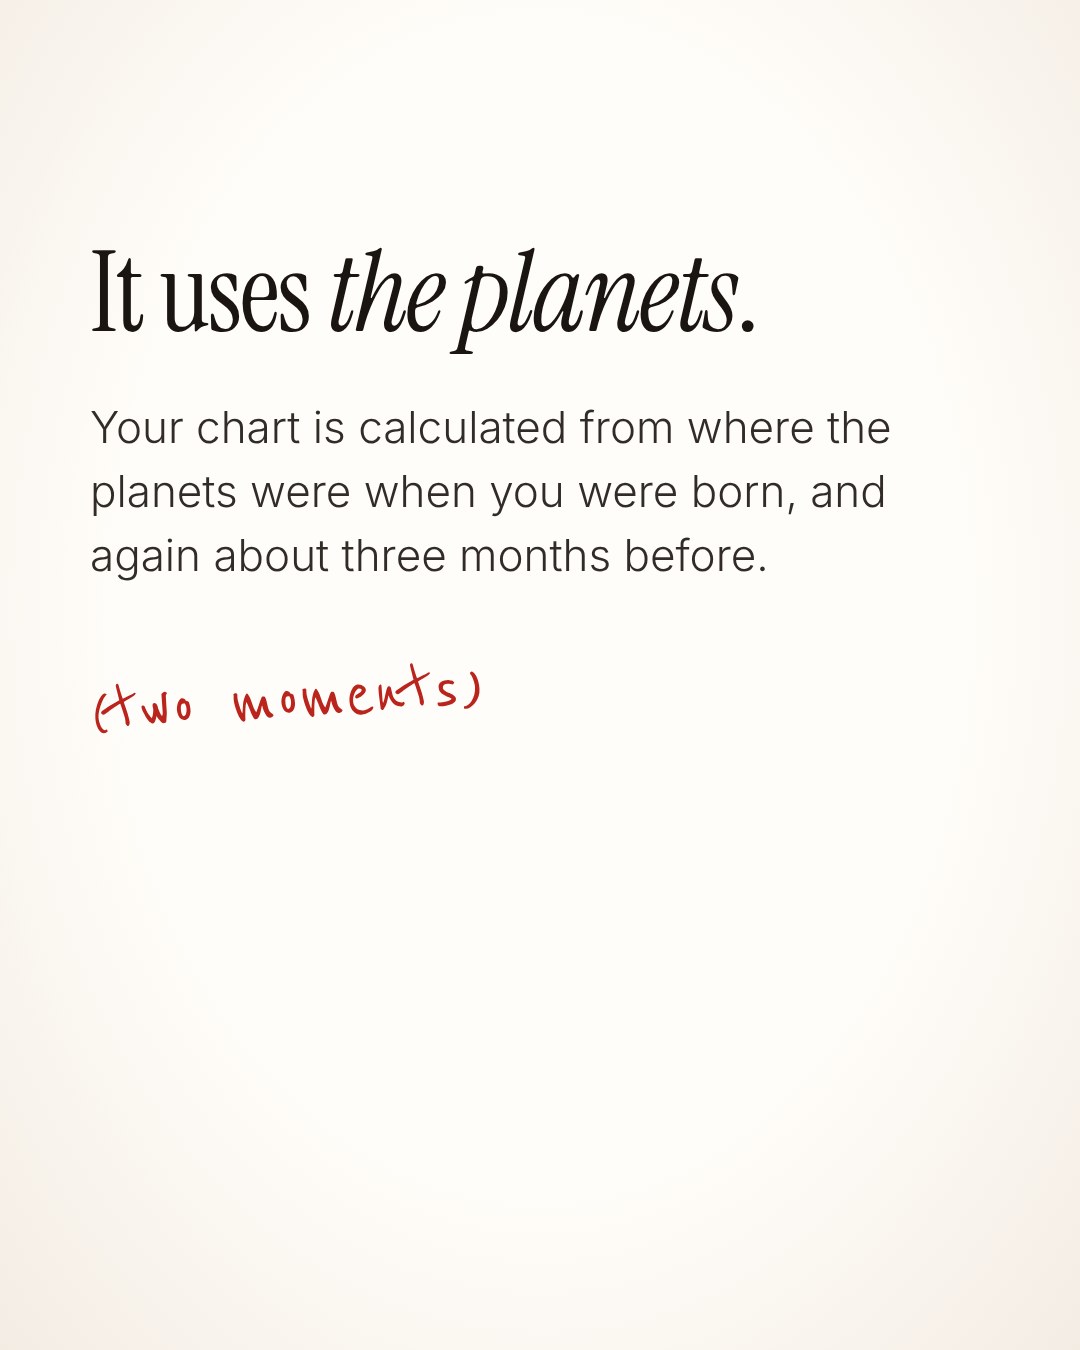 It uses the planets.
Your chart is calculated from where the
planets were when you were born, and
again about three months before.
(two moments)